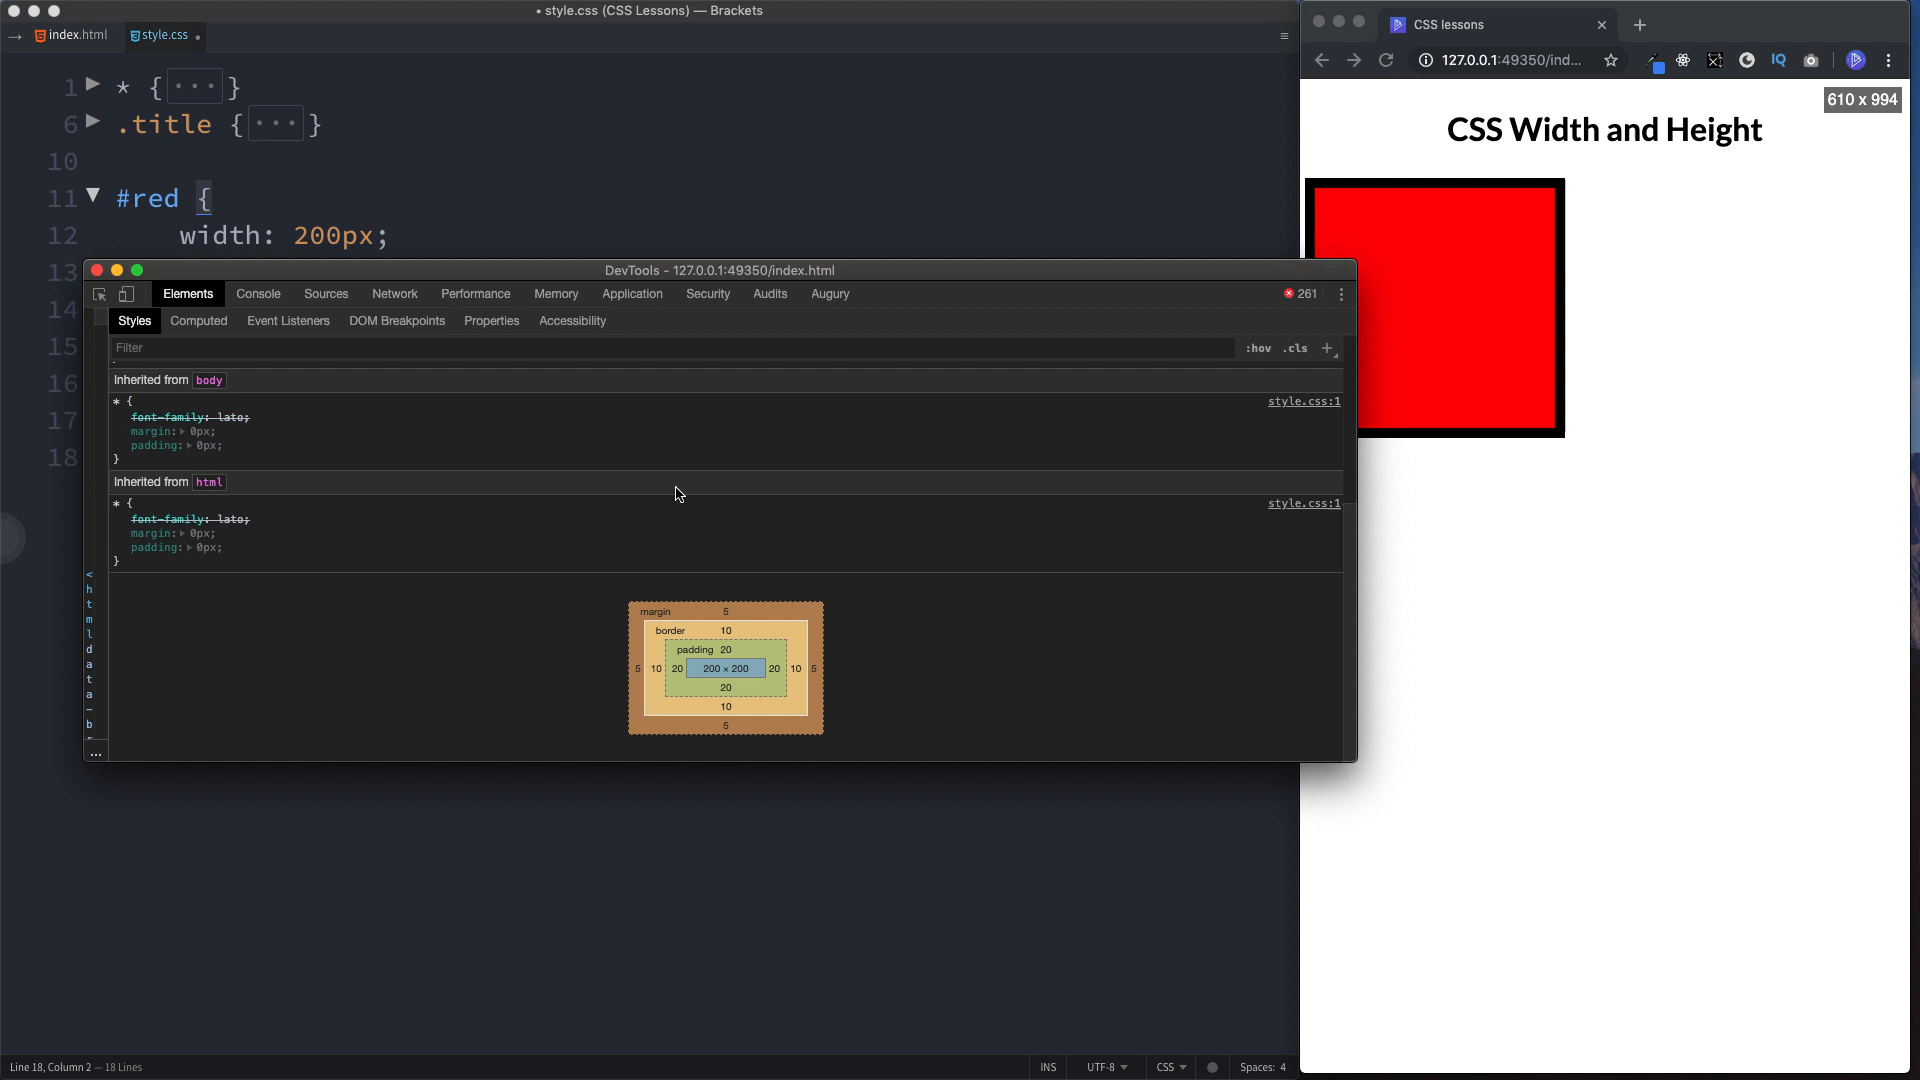 • style.css (CSS Lessons) — Brackets
index.html
style.css •
1 * {...}
6 .title {...}
10
11 #red {
12 width: 200px;
13
14
15
16
17
18
DevTools - 127.0.0.1:49350/index.html
Elements Console Sources Network Performance Memory Application Security Audits Augury 261
Styles Computed Event Listeners DOM Breakpoints Properties Accessibility
Filter :hov .cls +
Inherited from body
* { style.css:1
font-family: lato;
margin: 0px;
padding: 0px;
}
Inherited from html
* { style.css:1
font-family: lato;
margin: 0px;
padding: 0px;
}
<
h
t
m
l
d
a
t
a
–
b
...
margin 5
border 10
padding 20
5 10 20 200 × 200 20 10 5
20
10
5
Line 18, Column 2 — 18 Lines
INS UTF-8 CSS Spaces: 4
CSS lessons
127.0.0.1:49350/ind...
IQ
610 x 994
CSS Width and Height